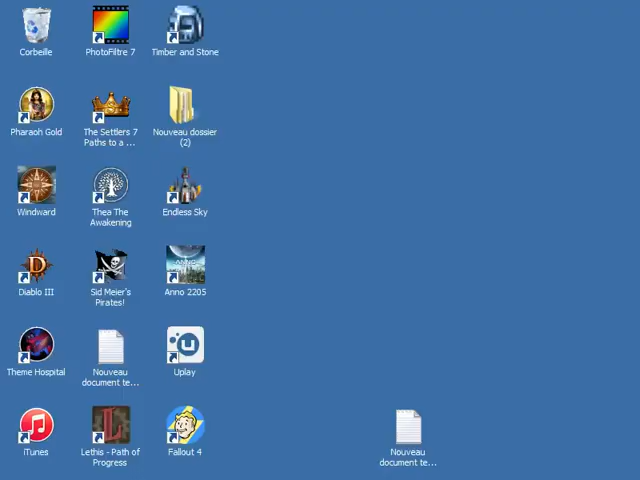 Corbeille
PhotoFiltre 7
Timber and Stone
Pharaoh Gold
The Settlers 7
Paths to a ...
Nouveau dossier
(2)
Windward
Thea The
Awakening
Endless Sky
Diablo III
Sid Meier's
Pirates!
ANNO
Anno 2205
Theme Hospital
Nouveau
document te...
Uplay
iTunes
Lethis - Path of
Progress
Fallout 4
Nouveau
document te...